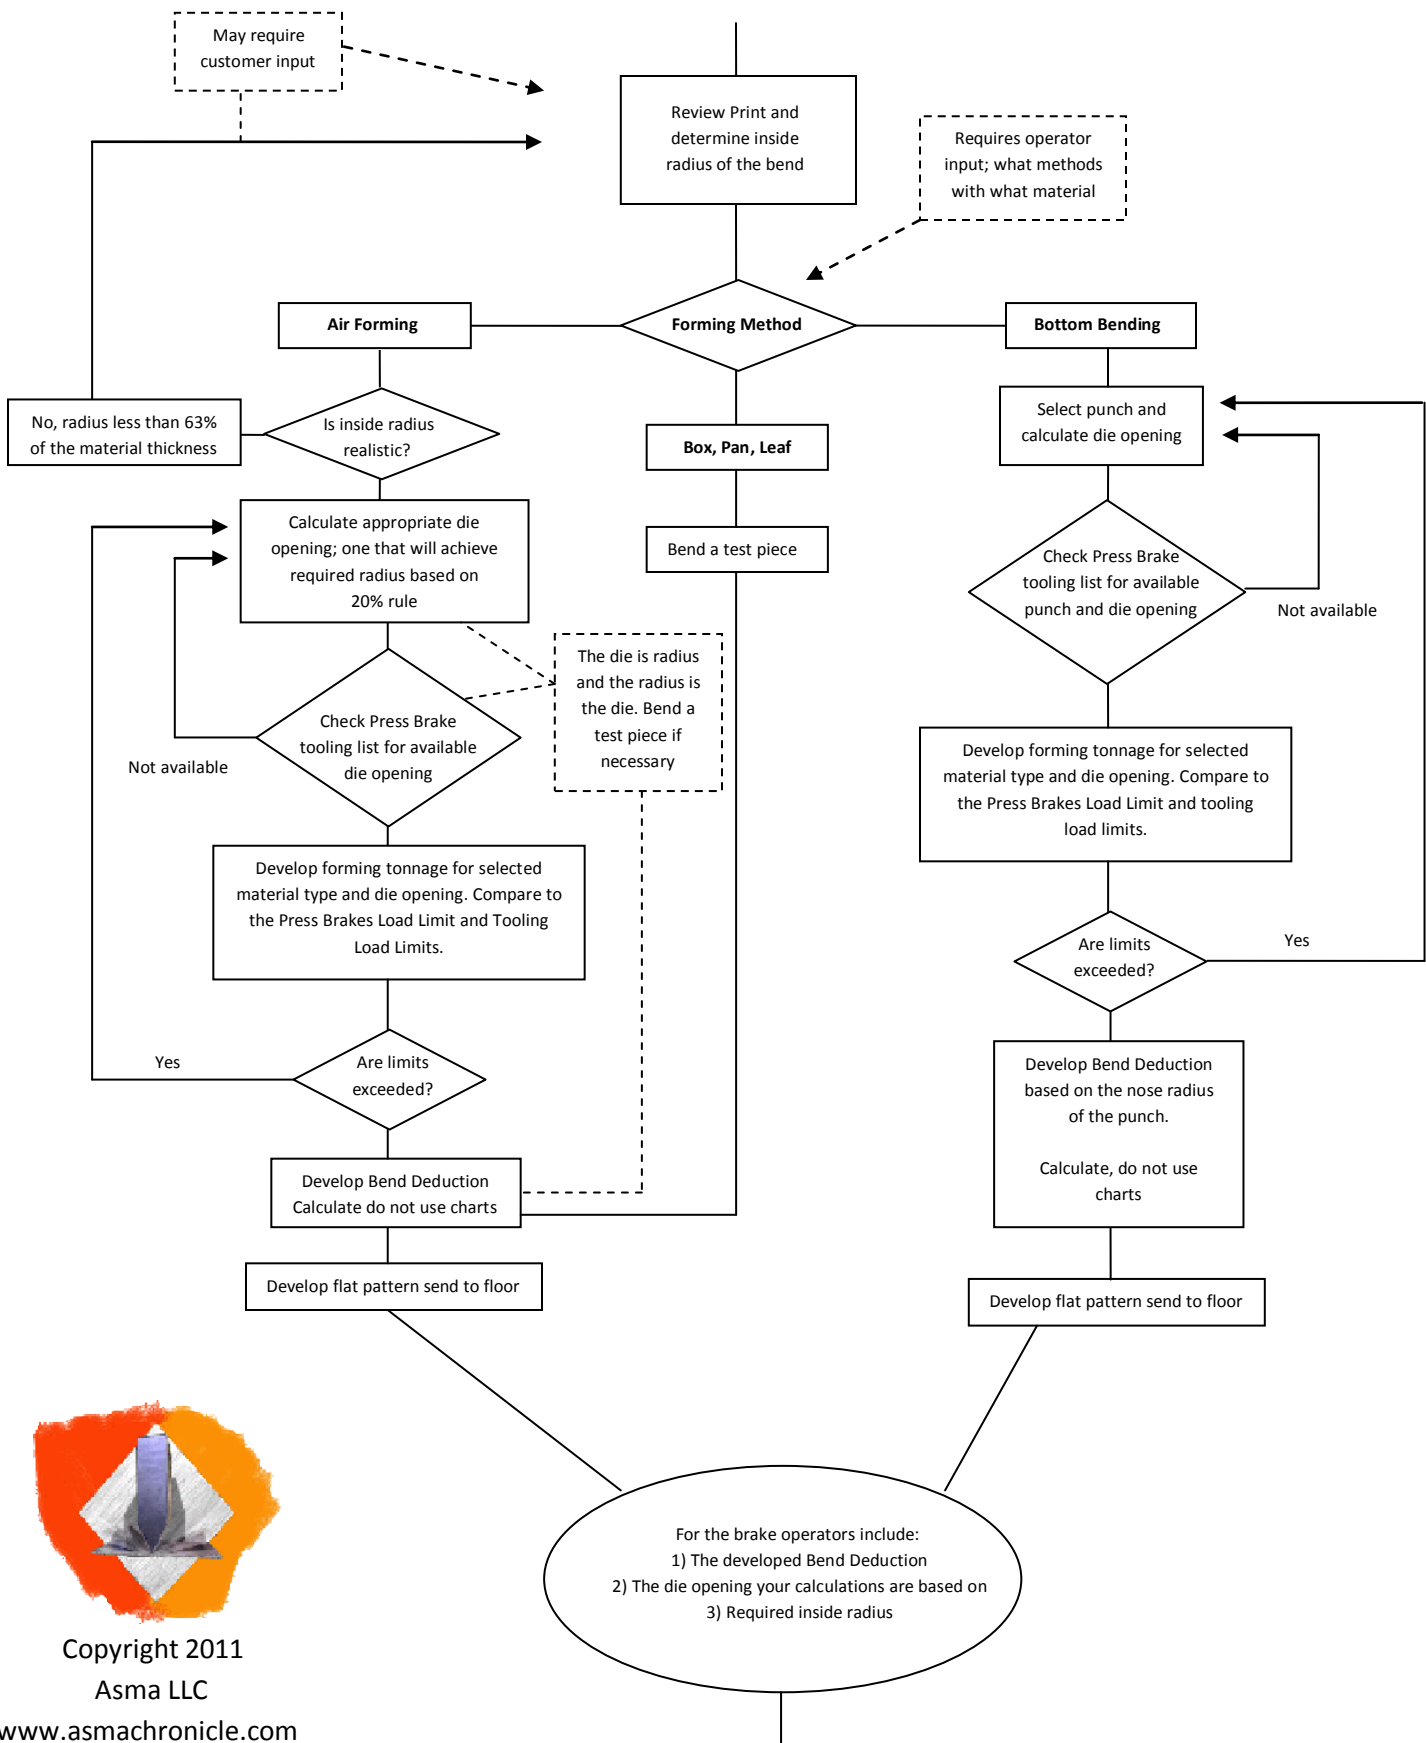 May require
customer input
Review Print and
determine inside
radius of the bend
Requires operator
input; what methods
with what material
Air Forming
Forming Method
Bottom Bending
No, radius less than 63%
of the material thickness
Is inside radius
realistic?
Box, Pan, Leaf
Select punch and
calculate die opening
Calculate appropriate die
opening; one that will achieve
required radius based on
20% rule
Bend a test piece
Check Press Brake
tooling list for available
punch and die opening
Not available
The die is radius
and the radius is
the die. Bend a
test piece if
necessary
Check Press Brake
tooling list for available
die opening
Not available
Develop forming tonnage for selected
material type and die opening. Compare to
the Press Brakes Load Limit and tooling
load limits.
Develop forming tonnage for selected
material type and die opening. Compare to
the Press Brakes Load Limit and Tooling
Load Limits.
Are limits
exceeded?
Yes
Are limits
exceeded?
Yes
Develop Bend Deduction
based on the nose radius
of the punch.
Calculate, do not use
charts
Develop Bend Deduction
Calculate do not use charts
Develop flat pattern send to floor
Develop flat pattern send to floor
For the brake operators include:
1) The developed Bend Deduction
2) The die opening your calculations are based on
3) Required inside radius
Copyright 2011
Asma LLC
www.asmachronicle.com